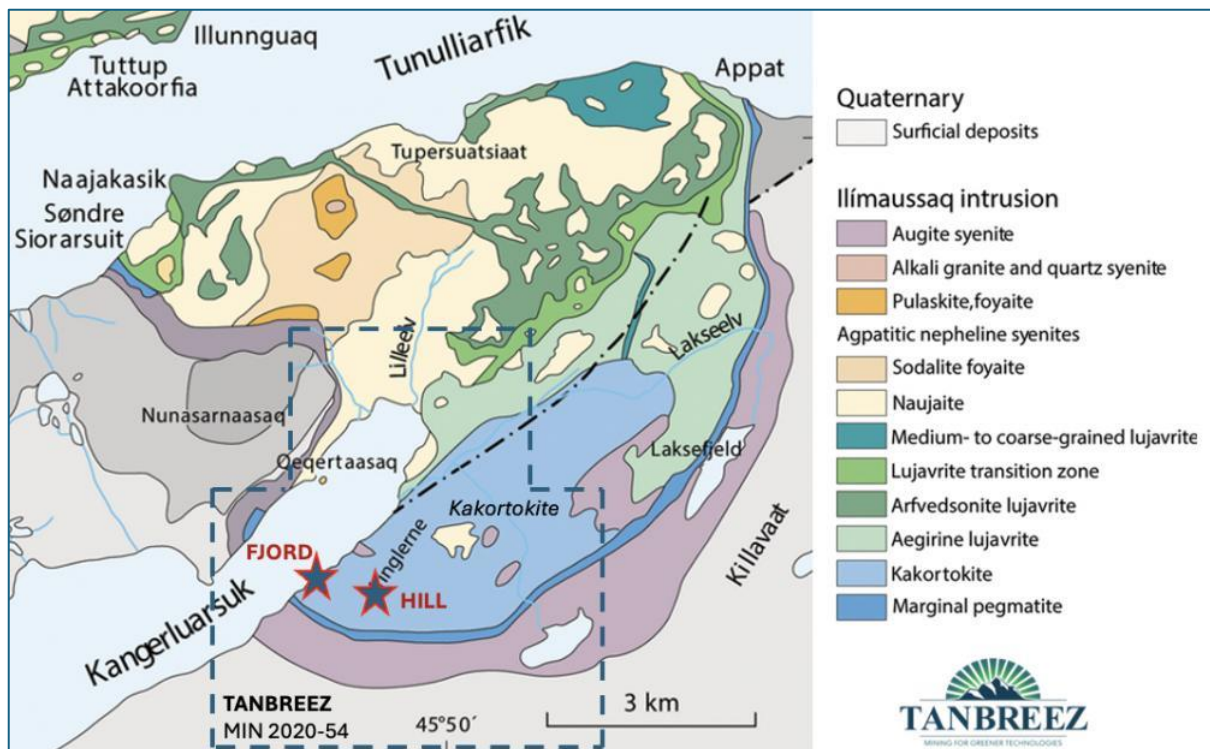 Illunnguaq
Tuttup
Attakoorfia
Tunulliarfik
Appat
Tupersuatsiaat
Naajakasik
Søndre
Siorarsuit
Lilleelv
Lakseelv
Nunasarnaasaq
Qeqertaasaq
Laksefjeld
Kakortokite
Killavaat
FJORD
inglerne
HILL
Kangerluarsuk
TANBREEZ
MIN 2020-54
45°50´
3 km
Quaternary
Surficial deposits
Ilímaussaq intrusion
Augite syenite
Alkali granite and quartz syenite
Pulaskite,foyaite
Agpatitic nepheline syenites
Sodalite foyaite
Naujaite
Medium- to coarse-grained lujavrite
Lujavrite transition zone
Arfvedsonite lujavrite
Aegirine lujavrite
Kakortokite
Marginal pegmatite
TANBREEZ
MINING FOR GREENER TECHNOLOGIES